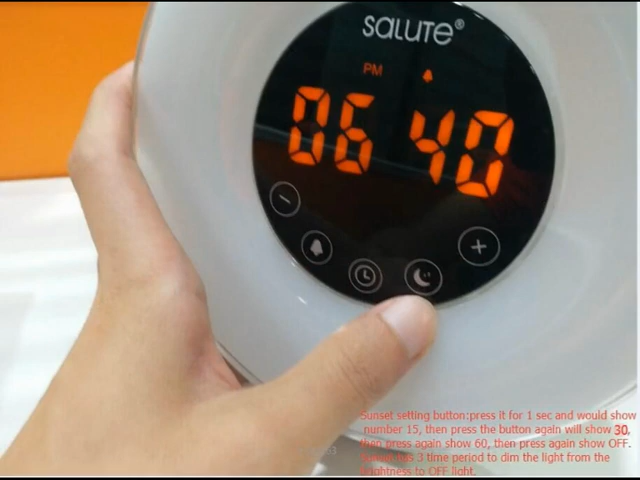 SALUTE®
PM
06 40
Sunset setting button:press it for 1 sec and would show
number 15, then press the button again will show 30,
then press again show 60, then press again show OFF.
has 3 time period to dim the light from the
brightness to OFF light.